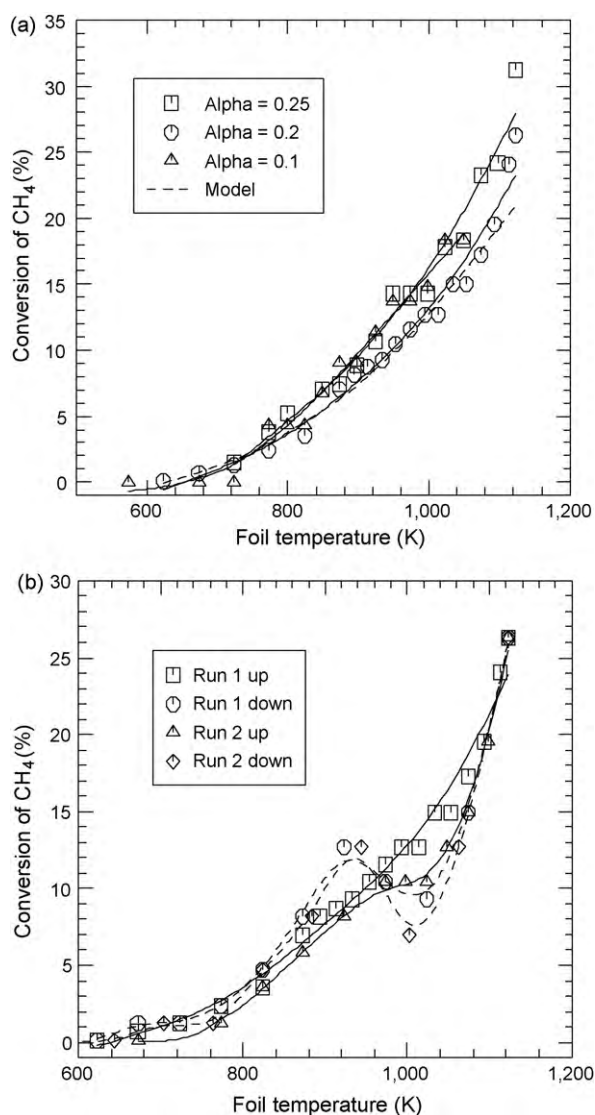 (a)
35
30
25
20
15
10
5
0
Conversion of CH4(%)
Alpha = 0.25
Alpha = 0.2
Alpha = 0.1
Model
600 800 1,000 1,200
Foil temperature (K)
(b)
30
25
20
15
10
5
0
Conversion of CH4(%)
Run 1 up
Run 1 down
Run 2 up
Run 2 down
600 800 1,000 1,200
Foil temperature (K)